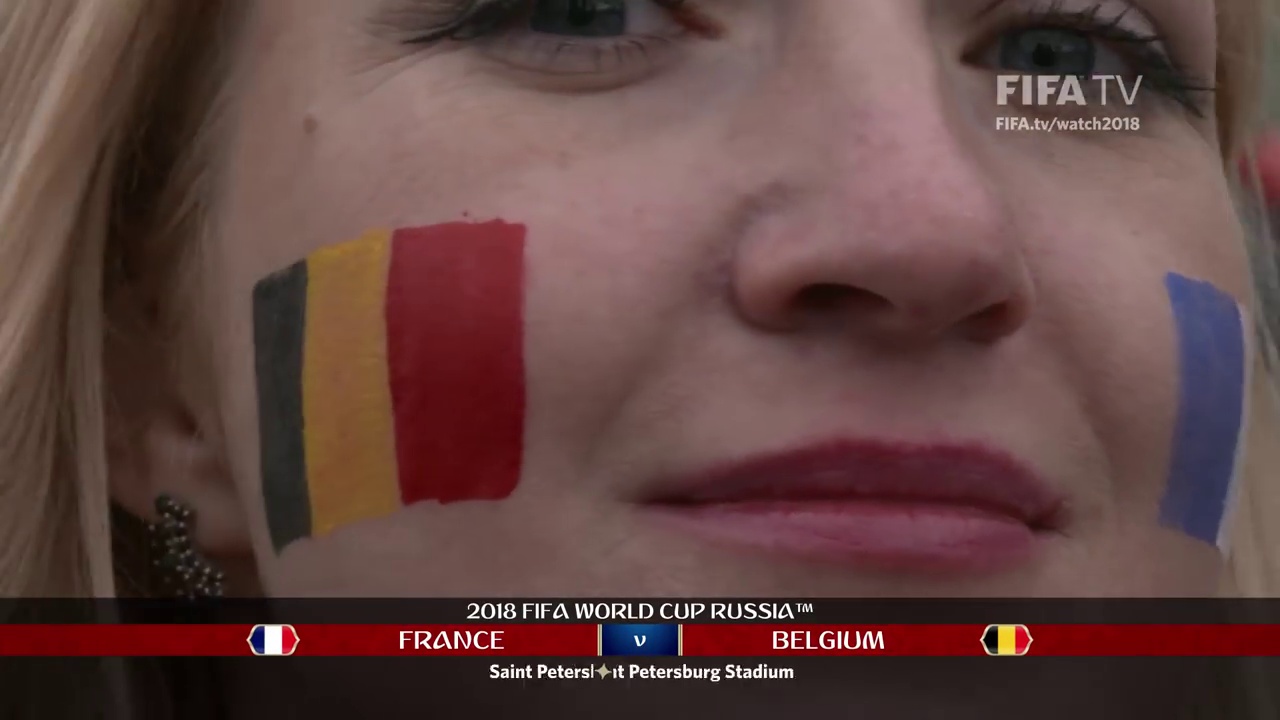 FIFA TV
FIFA.tv/watch2018
2018 FIFA WORLD CUP RUSSIA™
FRANCE v BELGIUM
Saint Petersburg Stadium